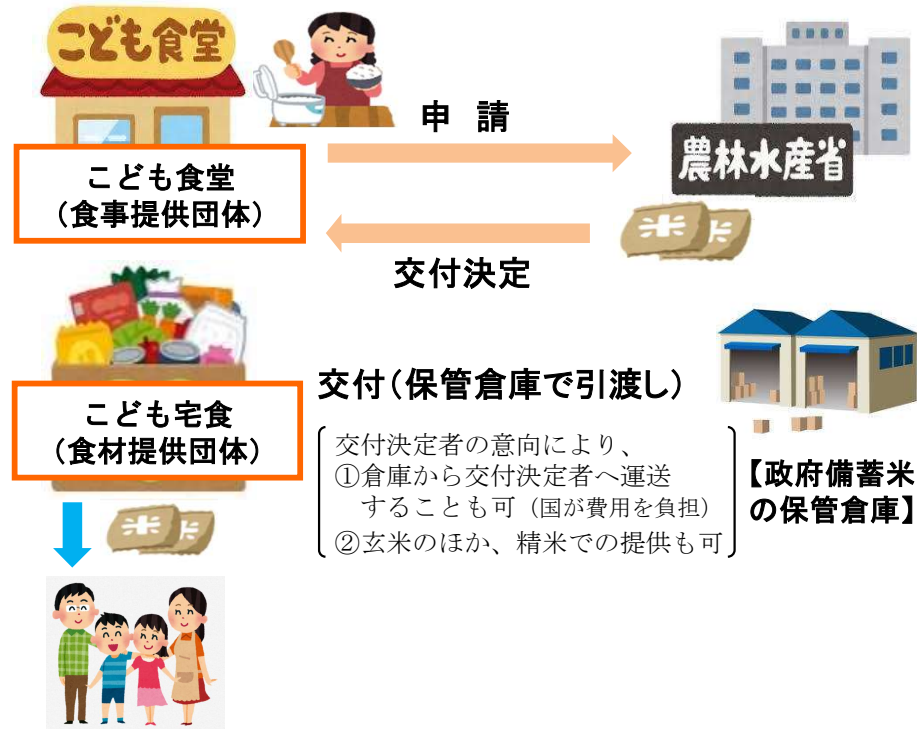 こども食堂
申 請
農林水産省
こども食堂
(食事提供団体)
米
米
交付決定
交付(保管倉庫で引渡し)
こども宅食
(食材提供団体)
交付決定者の意向により、
①倉庫から交付決定者へ運送
することも可(国が費用を負担)
②玄米のほか、精米での提供も可
【政府備蓄米
の保管倉庫】
米
米